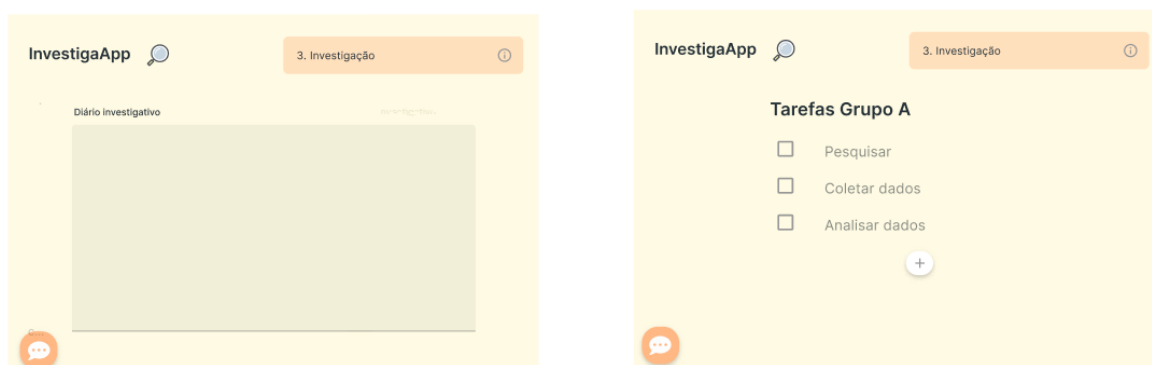 InvestigaApp
3. Investigação
Diário investigativo
InvestigaApp
3. Investigação
Tarefas Grupo A
Pesquisar
Coletar dados
Analisar dados
+